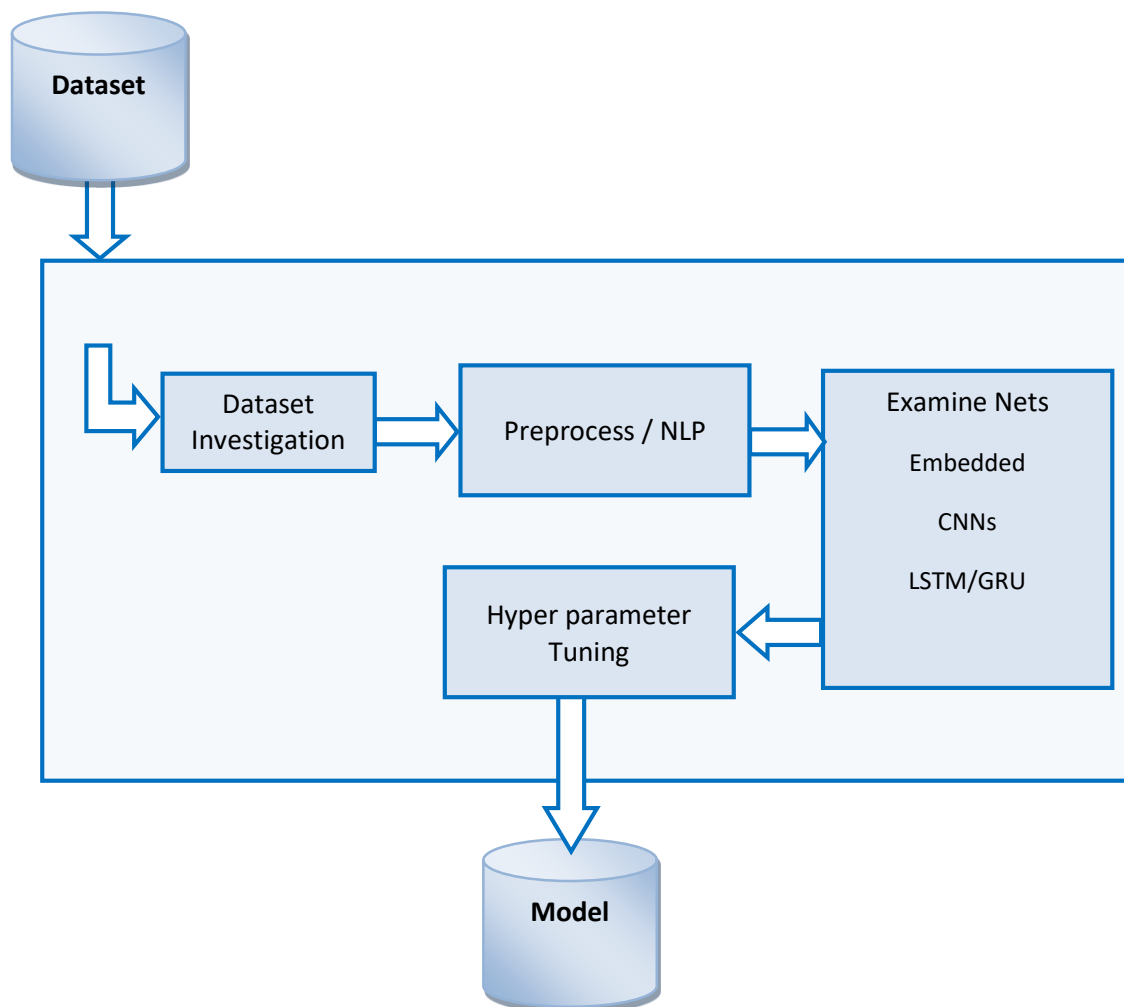 Dataset
Dataset
Investigation
Preprocess / NLP
Examine Nets
Embedded
CNNs
LSTM/GRU
Hyper parameter
Tuning
Model